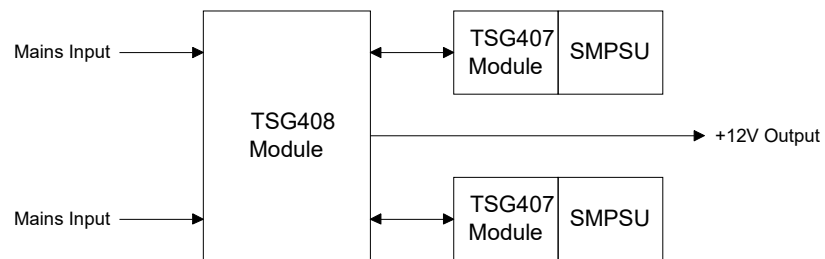 Mains Input
TSG408
Module
TSG407
Module
SMPSU
+12V Output
Mains Input
TSG407
Module
SMPSU